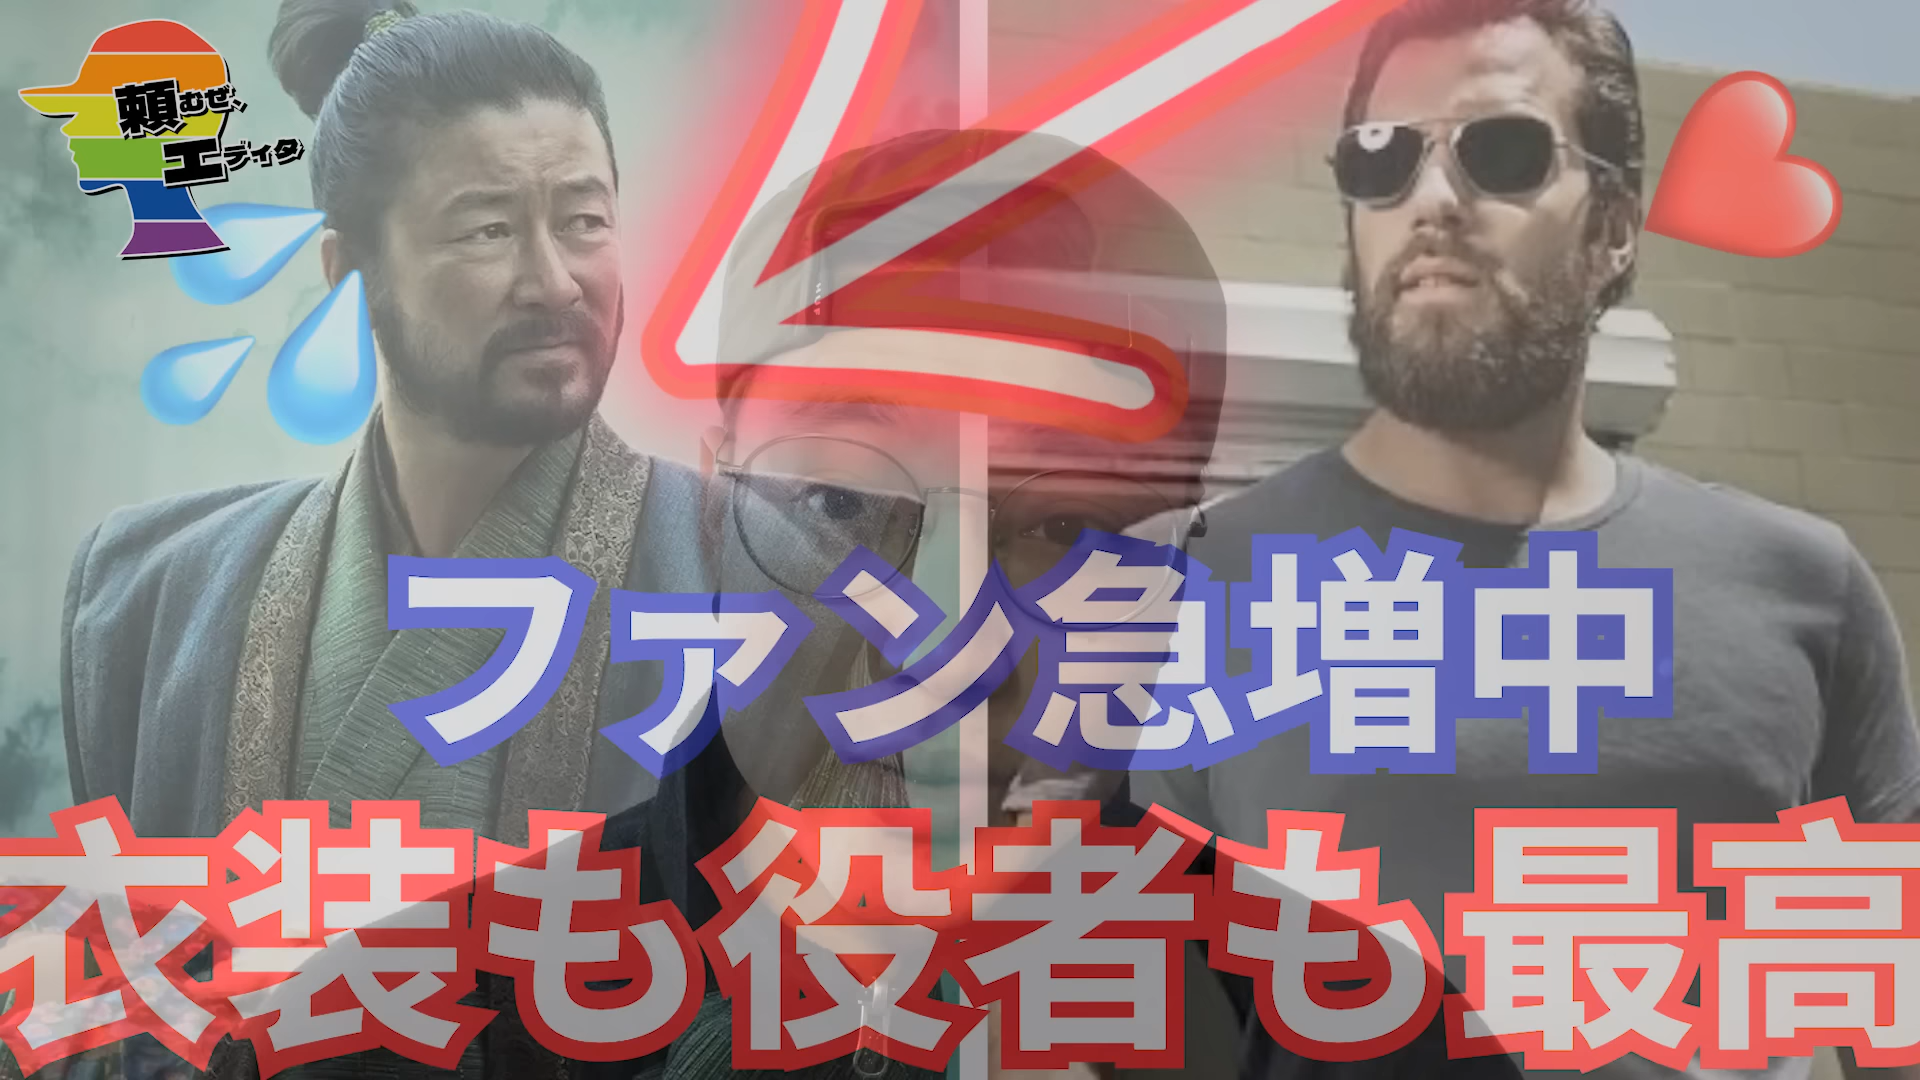 頼むぜ、
エディタ
ファン急増中
衣装も役者も最高